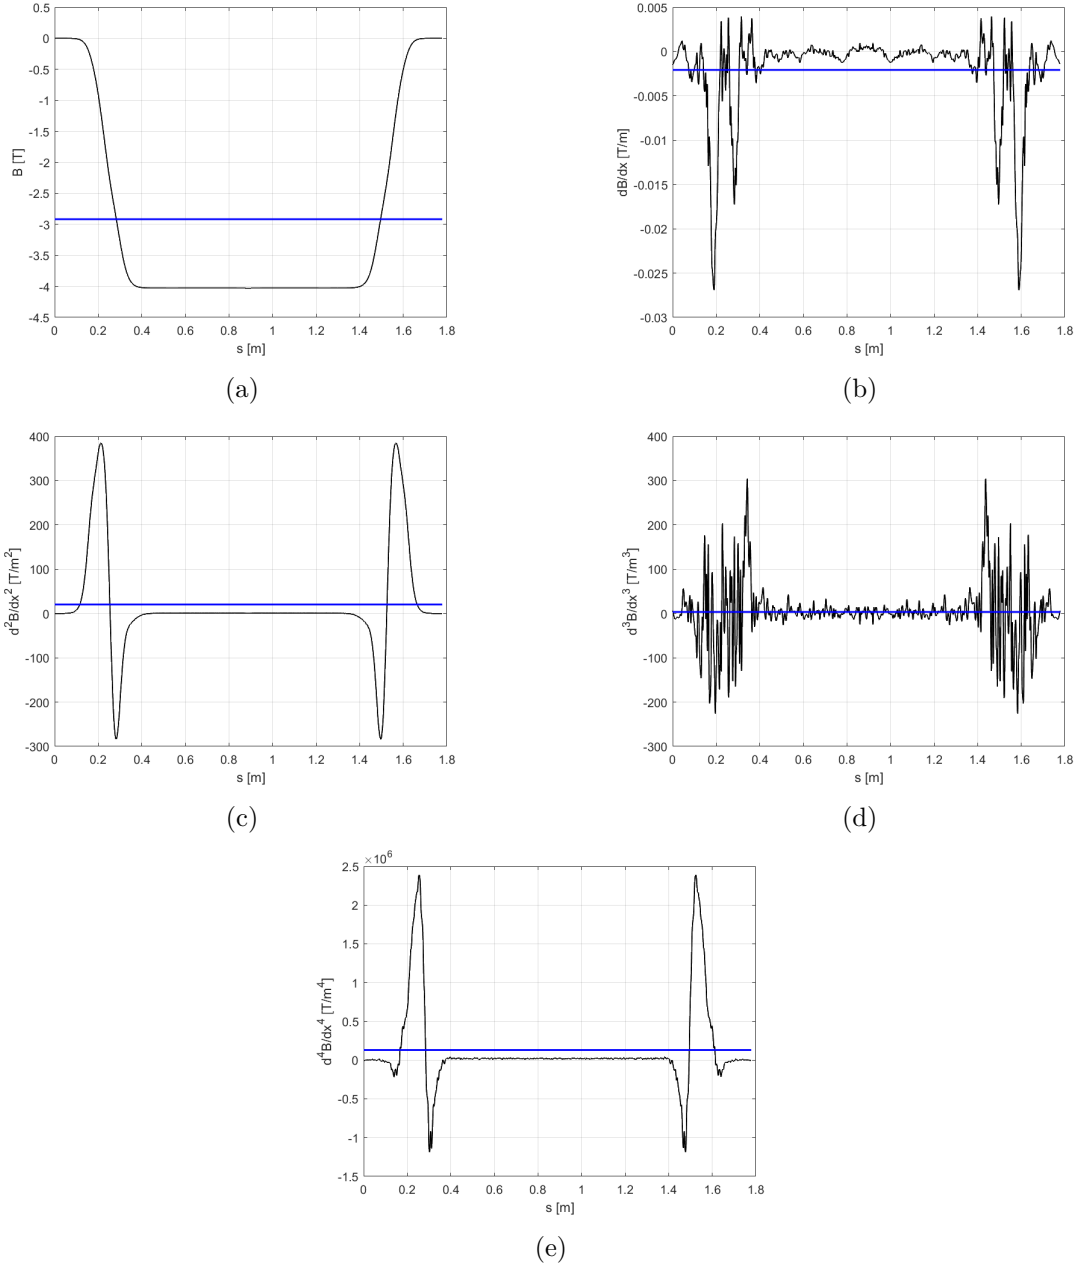 0.5
0
-0.5
-1
-1.5
-2
-2.5
-3
-3.5
-4
-4.5
B [T]
0 0.2 0.4 0.6 0.8 1 1.2 1.4 1.6 1.8
s [m]
(a)
0.005
0
-0.005
-0.01
-0.015
-0.02
-0.025
-0.03
dB/dx [T/m]
0 0.2 0.4 0.6 0.8 1 1.2 1.4 1.6 1.8
s [m]
(b)
400
300
200
100
0
-100
-200
-300
d²B/dx² [T/m²]
0 0.2 0.4 0.6 0.8 1 1.2 1.4 1.6 1.8
s [m]
(c)
400
300
200
100
0
-100
-200
-300
d³B/dx³ [T/m³]
0 0.2 0.4 0.6 0.8 1 1.2 1.4 1.6 1.8
s [m]
(d)
×10⁶
2.5
2
1.5
1
0.5
0
-0.5
-1
-1.5
d⁴B/dx⁴ [T/m⁴]
0 0.2 0.4 0.6 0.8 1 1.2 1.4 1.6 1.8
s [m]
(e)